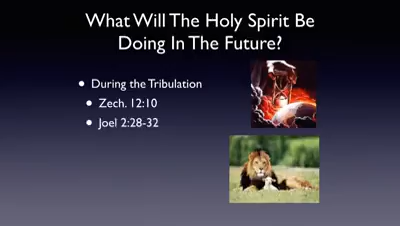 What Will The Holy Spirit Be
Doing In The Future?
• During the Tribulation
• Zech. 12:10
• Joel 2:28-32